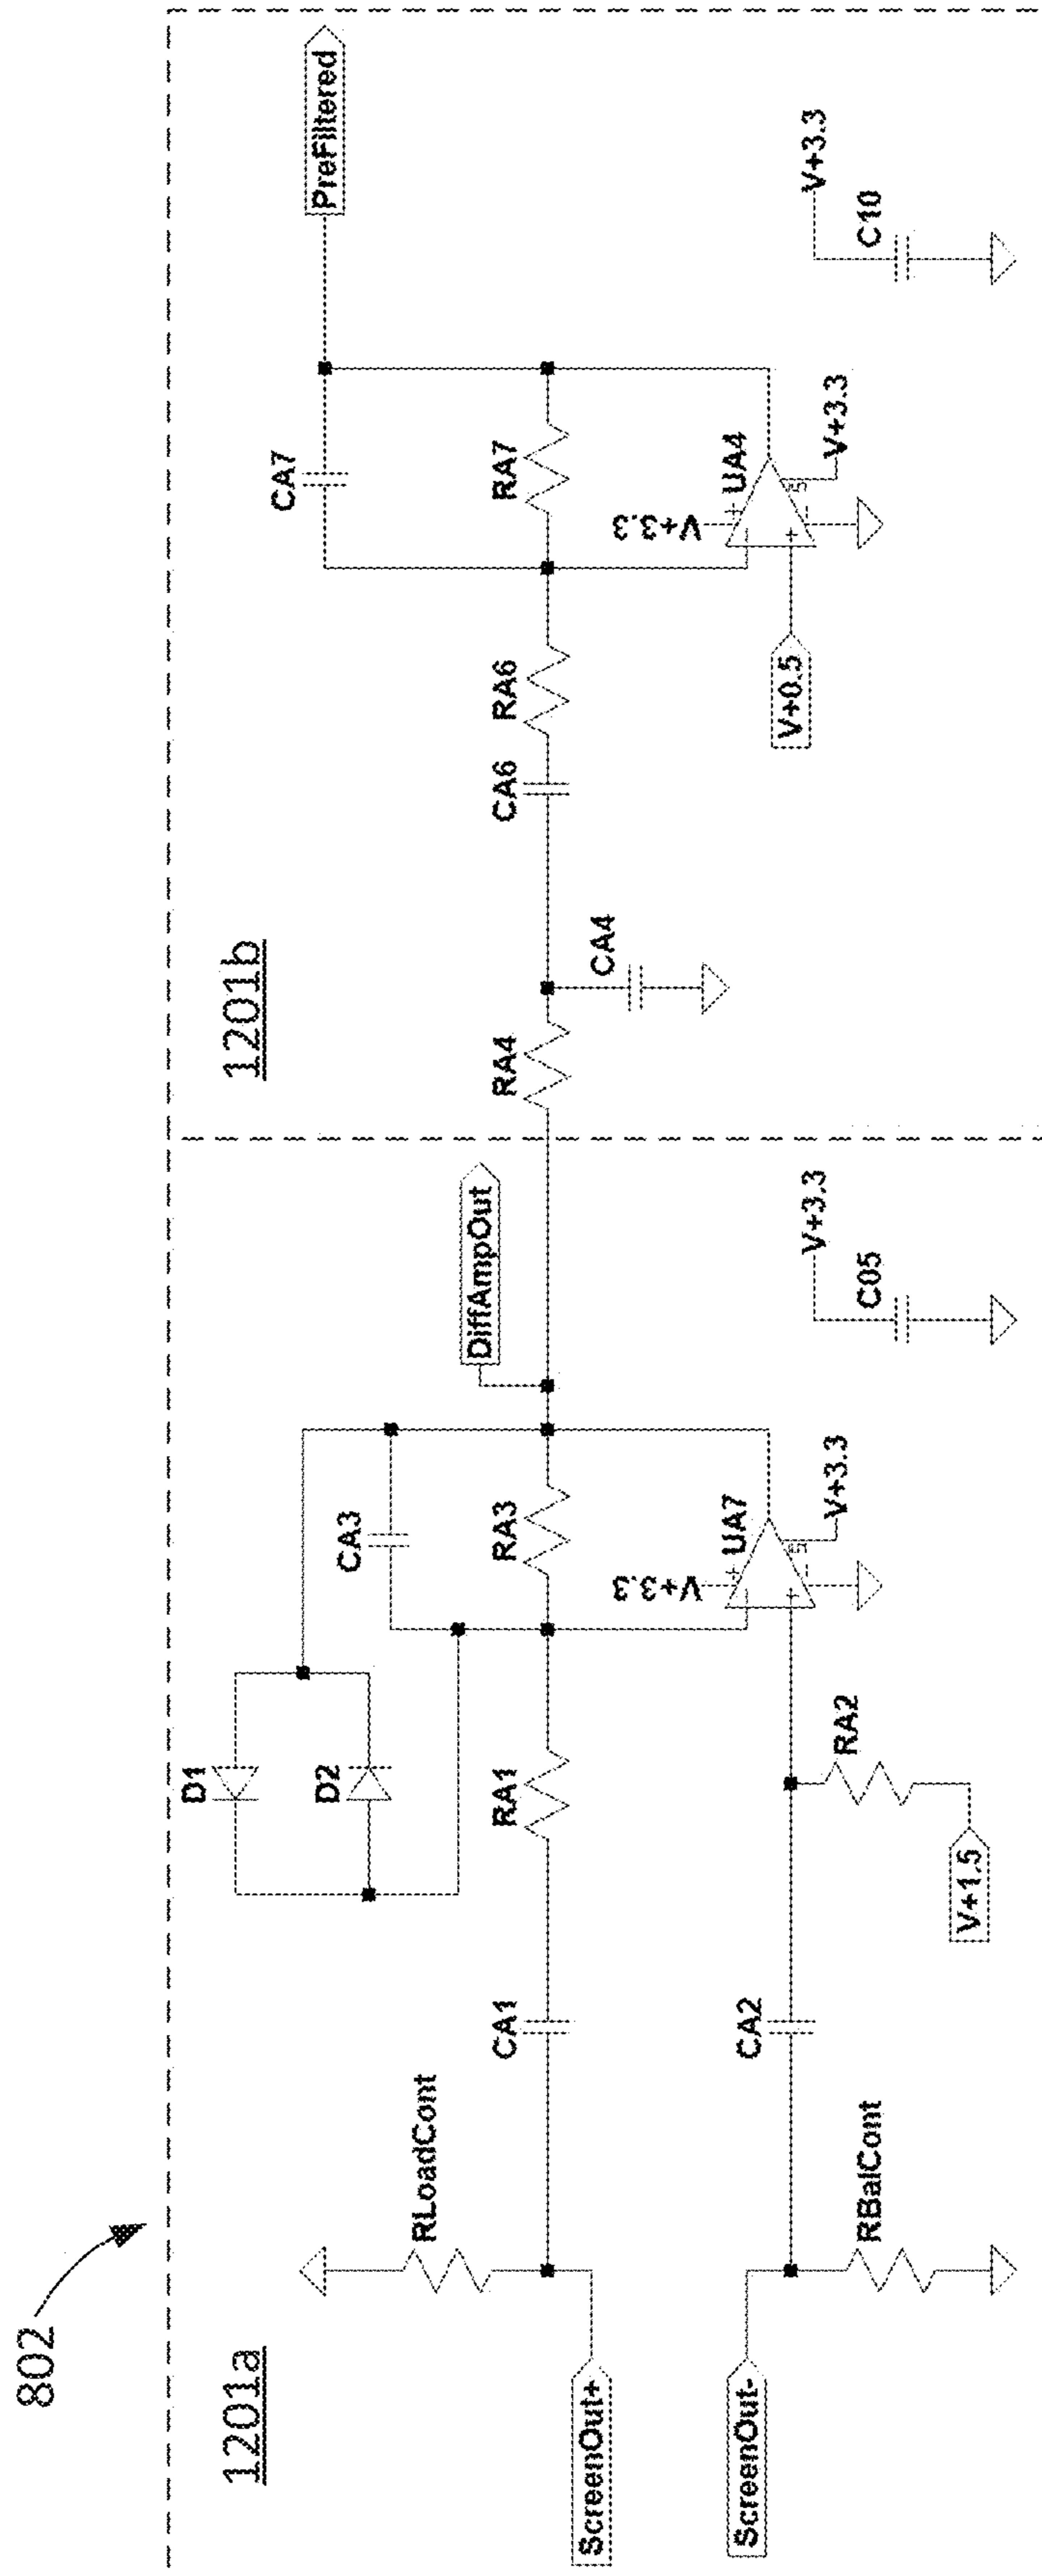 802
1201a
1201b
ScreenOut+
ScreenOut-
RLoadCont
RBalCont
CA1
CA2
RA1
RA2
V+1.5
D1
D2
CA3
RA3
V+3.3
UA7
V+3.3
DiffAmpOut
V+3.3
C05
RA4
CA4
CA6
RA6
V+0.5
CA7
RA7
V+3.3
UA4
V+3.3
PreFiltered
V+3.3
C10